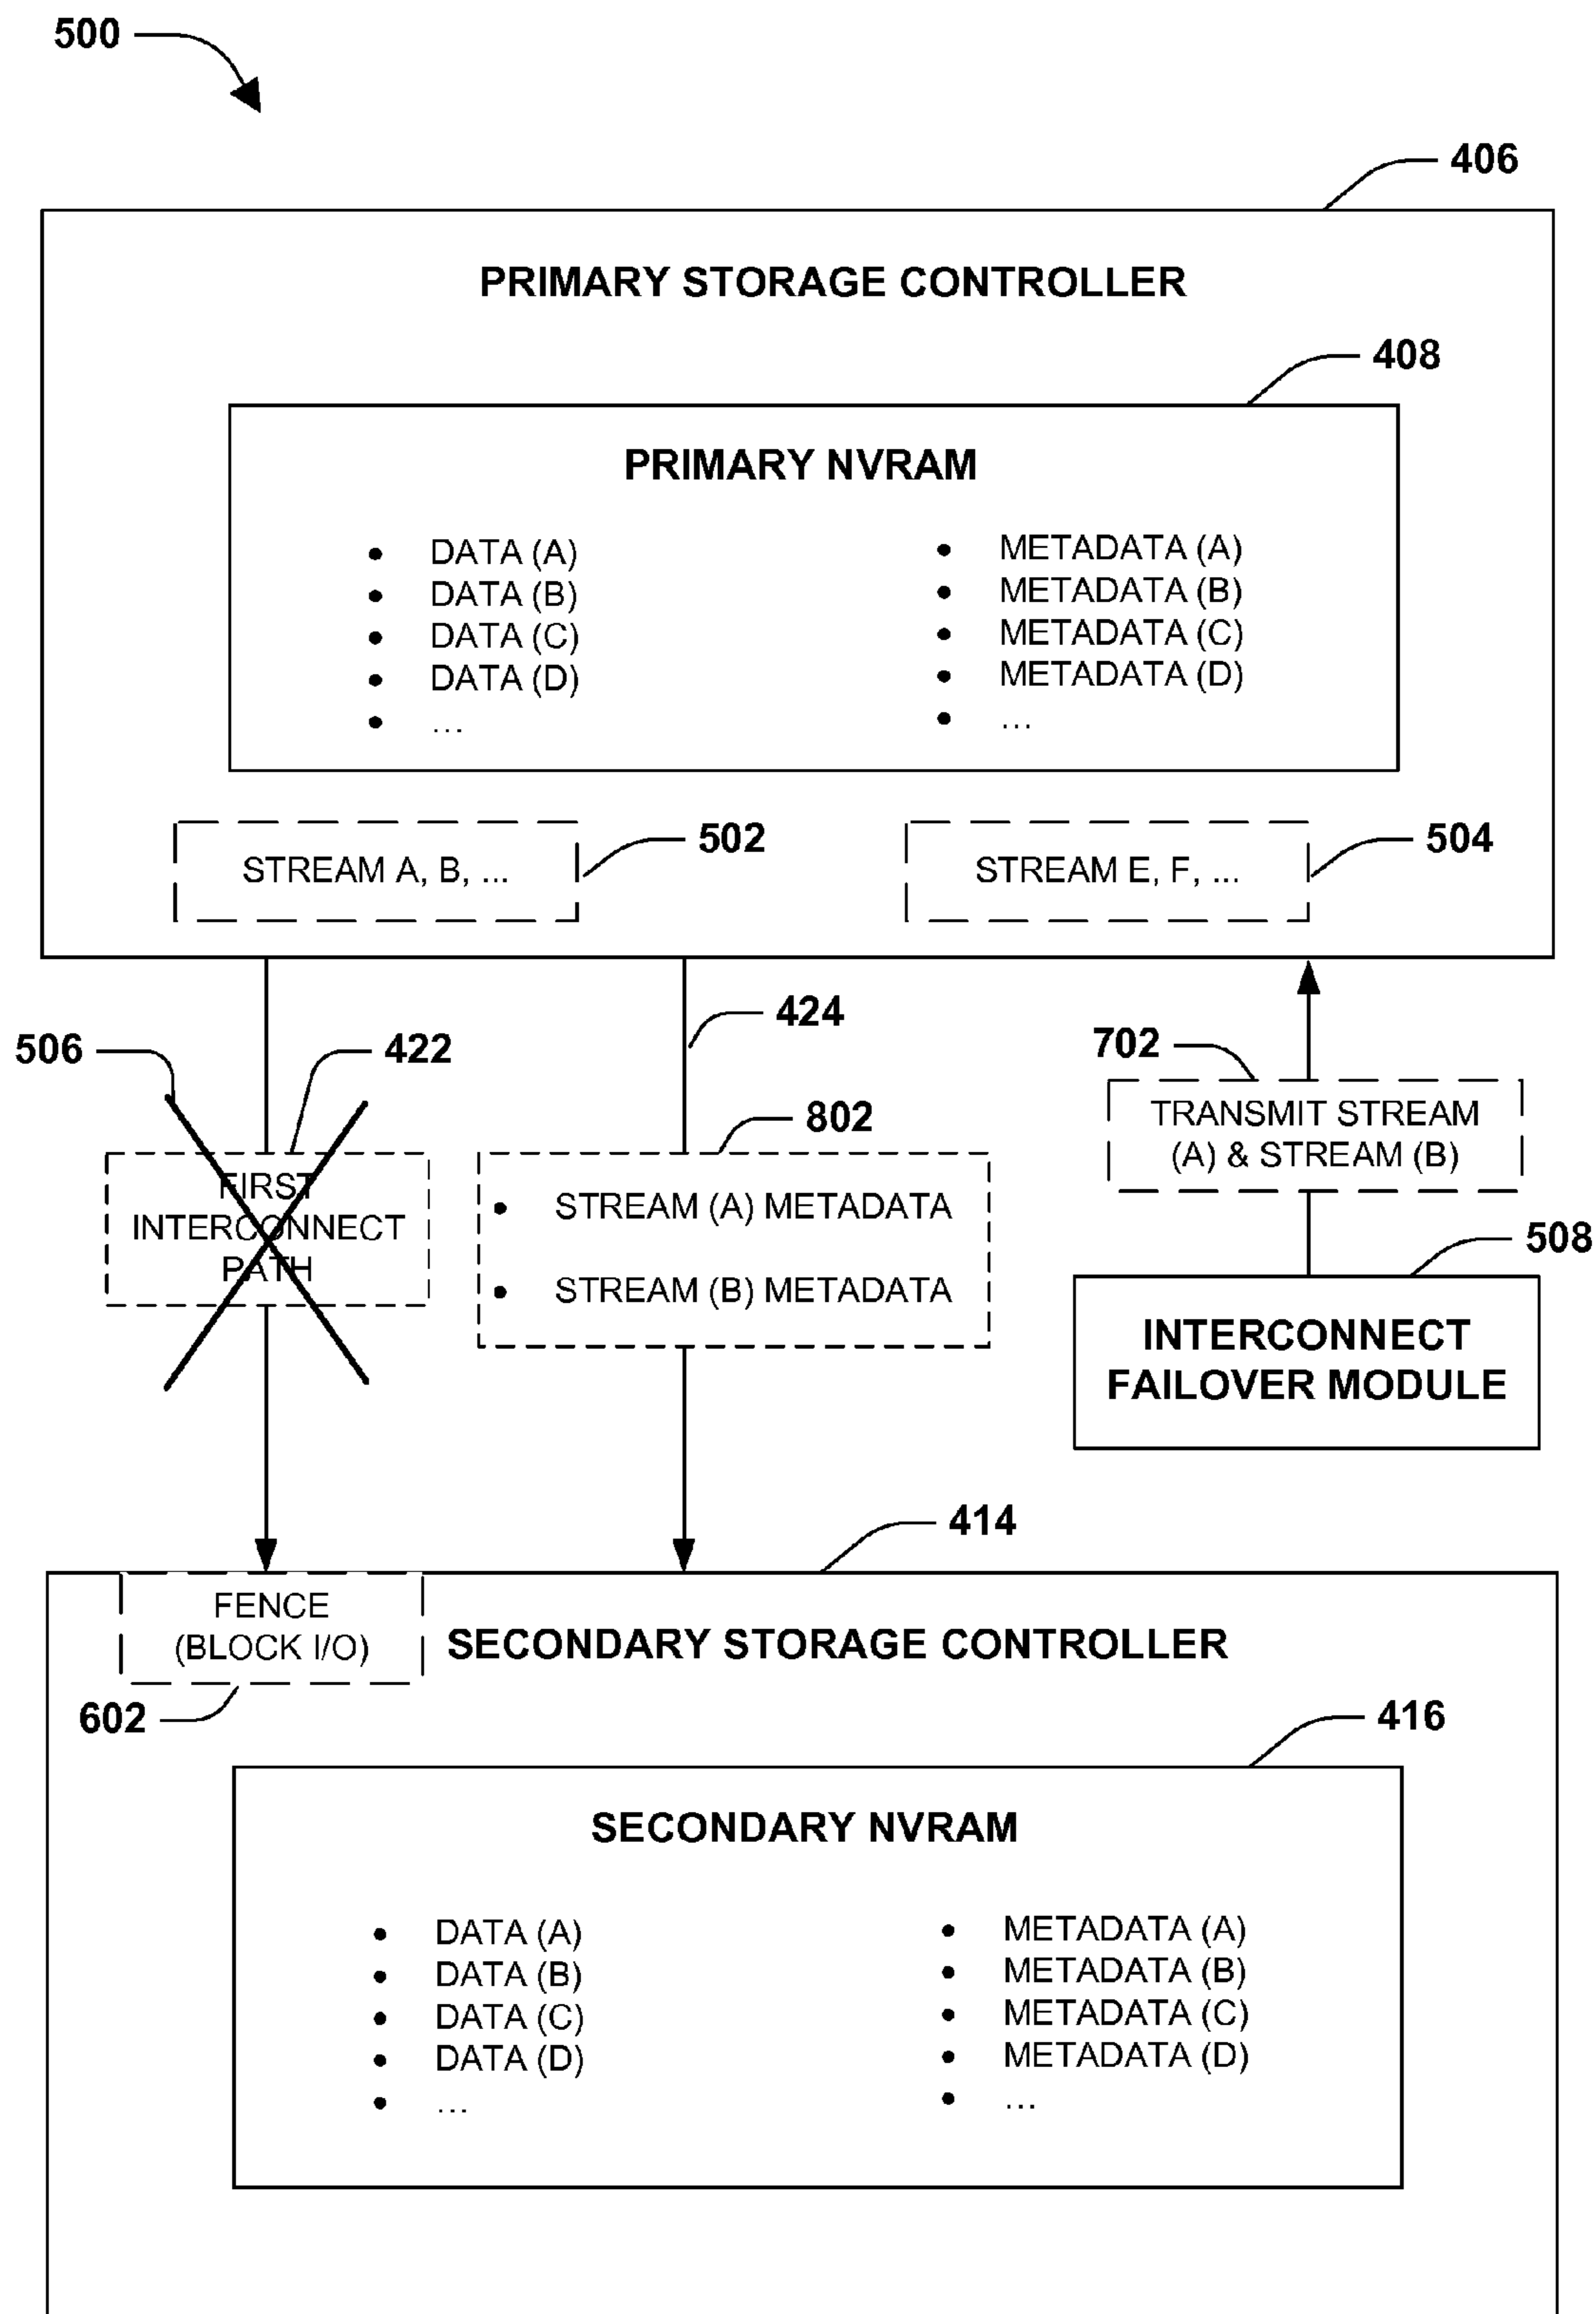 500
406
PRIMARY STORAGE CONTROLLER
408
PRIMARY NVRAM
• DATA (A)
• DATA (B)
• DATA (C)
• DATA (D)
• ...
• METADATA (A)
• METADATA (B)
• METADATA (C)
• METADATA (D)
• ...
STREAM A, B, ...
502
STREAM E, F, ...
504
506
422
FIRST
INTERCONNECT
PATH
424
802
• STREAM (A) METADATA
• STREAM (B) METADATA
702
TRANSMIT STREAM
(A) & STREAM (B)
508
INTERCONNECT
FAILOVER MODULE
414
FENCE
(BLOCK I/O)
602
SECONDARY STORAGE CONTROLLER
416
SECONDARY NVRAM
• DATA (A)
• DATA (B)
• DATA (C)
• DATA (D)
• ...
• METADATA (A)
• METADATA (B)
• METADATA (C)
• METADATA (D)
• ...